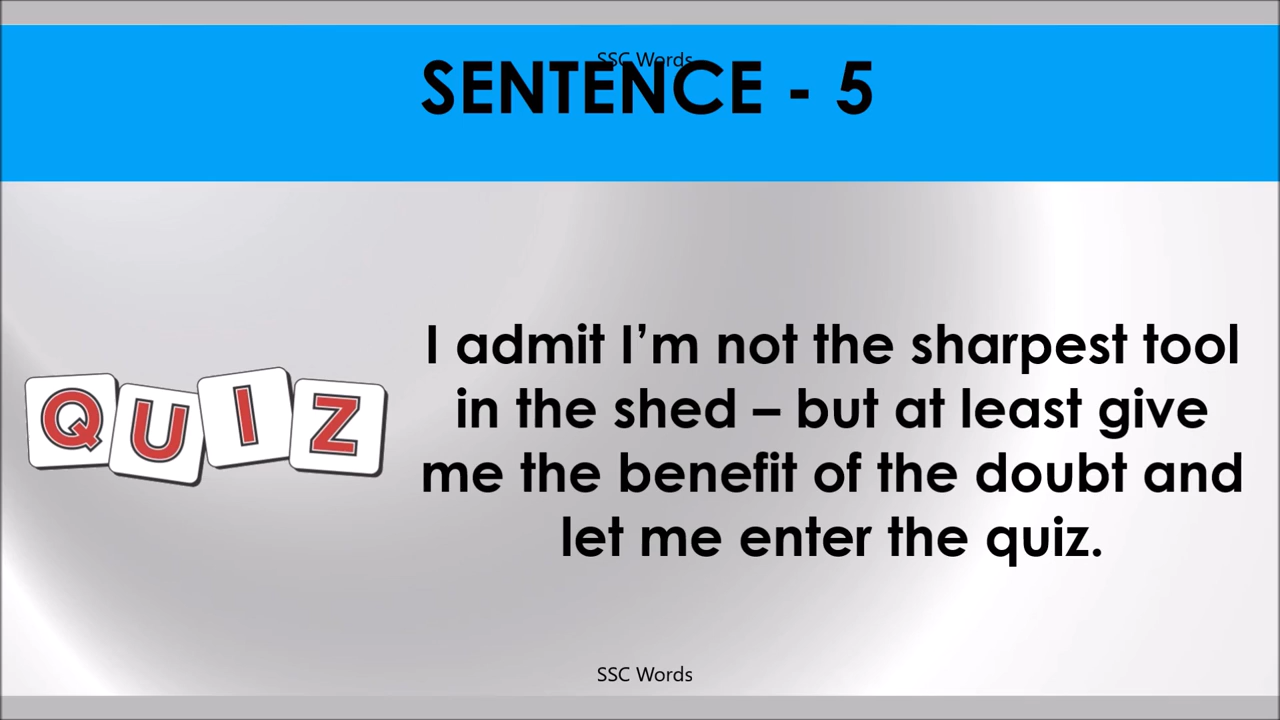 SSC Words
SENTENCE - 5
QUIZ
I admit I’m not the sharpest tool
in the shed – but at least give
me the benefit of the doubt and
let me enter the quiz.
SSC Words